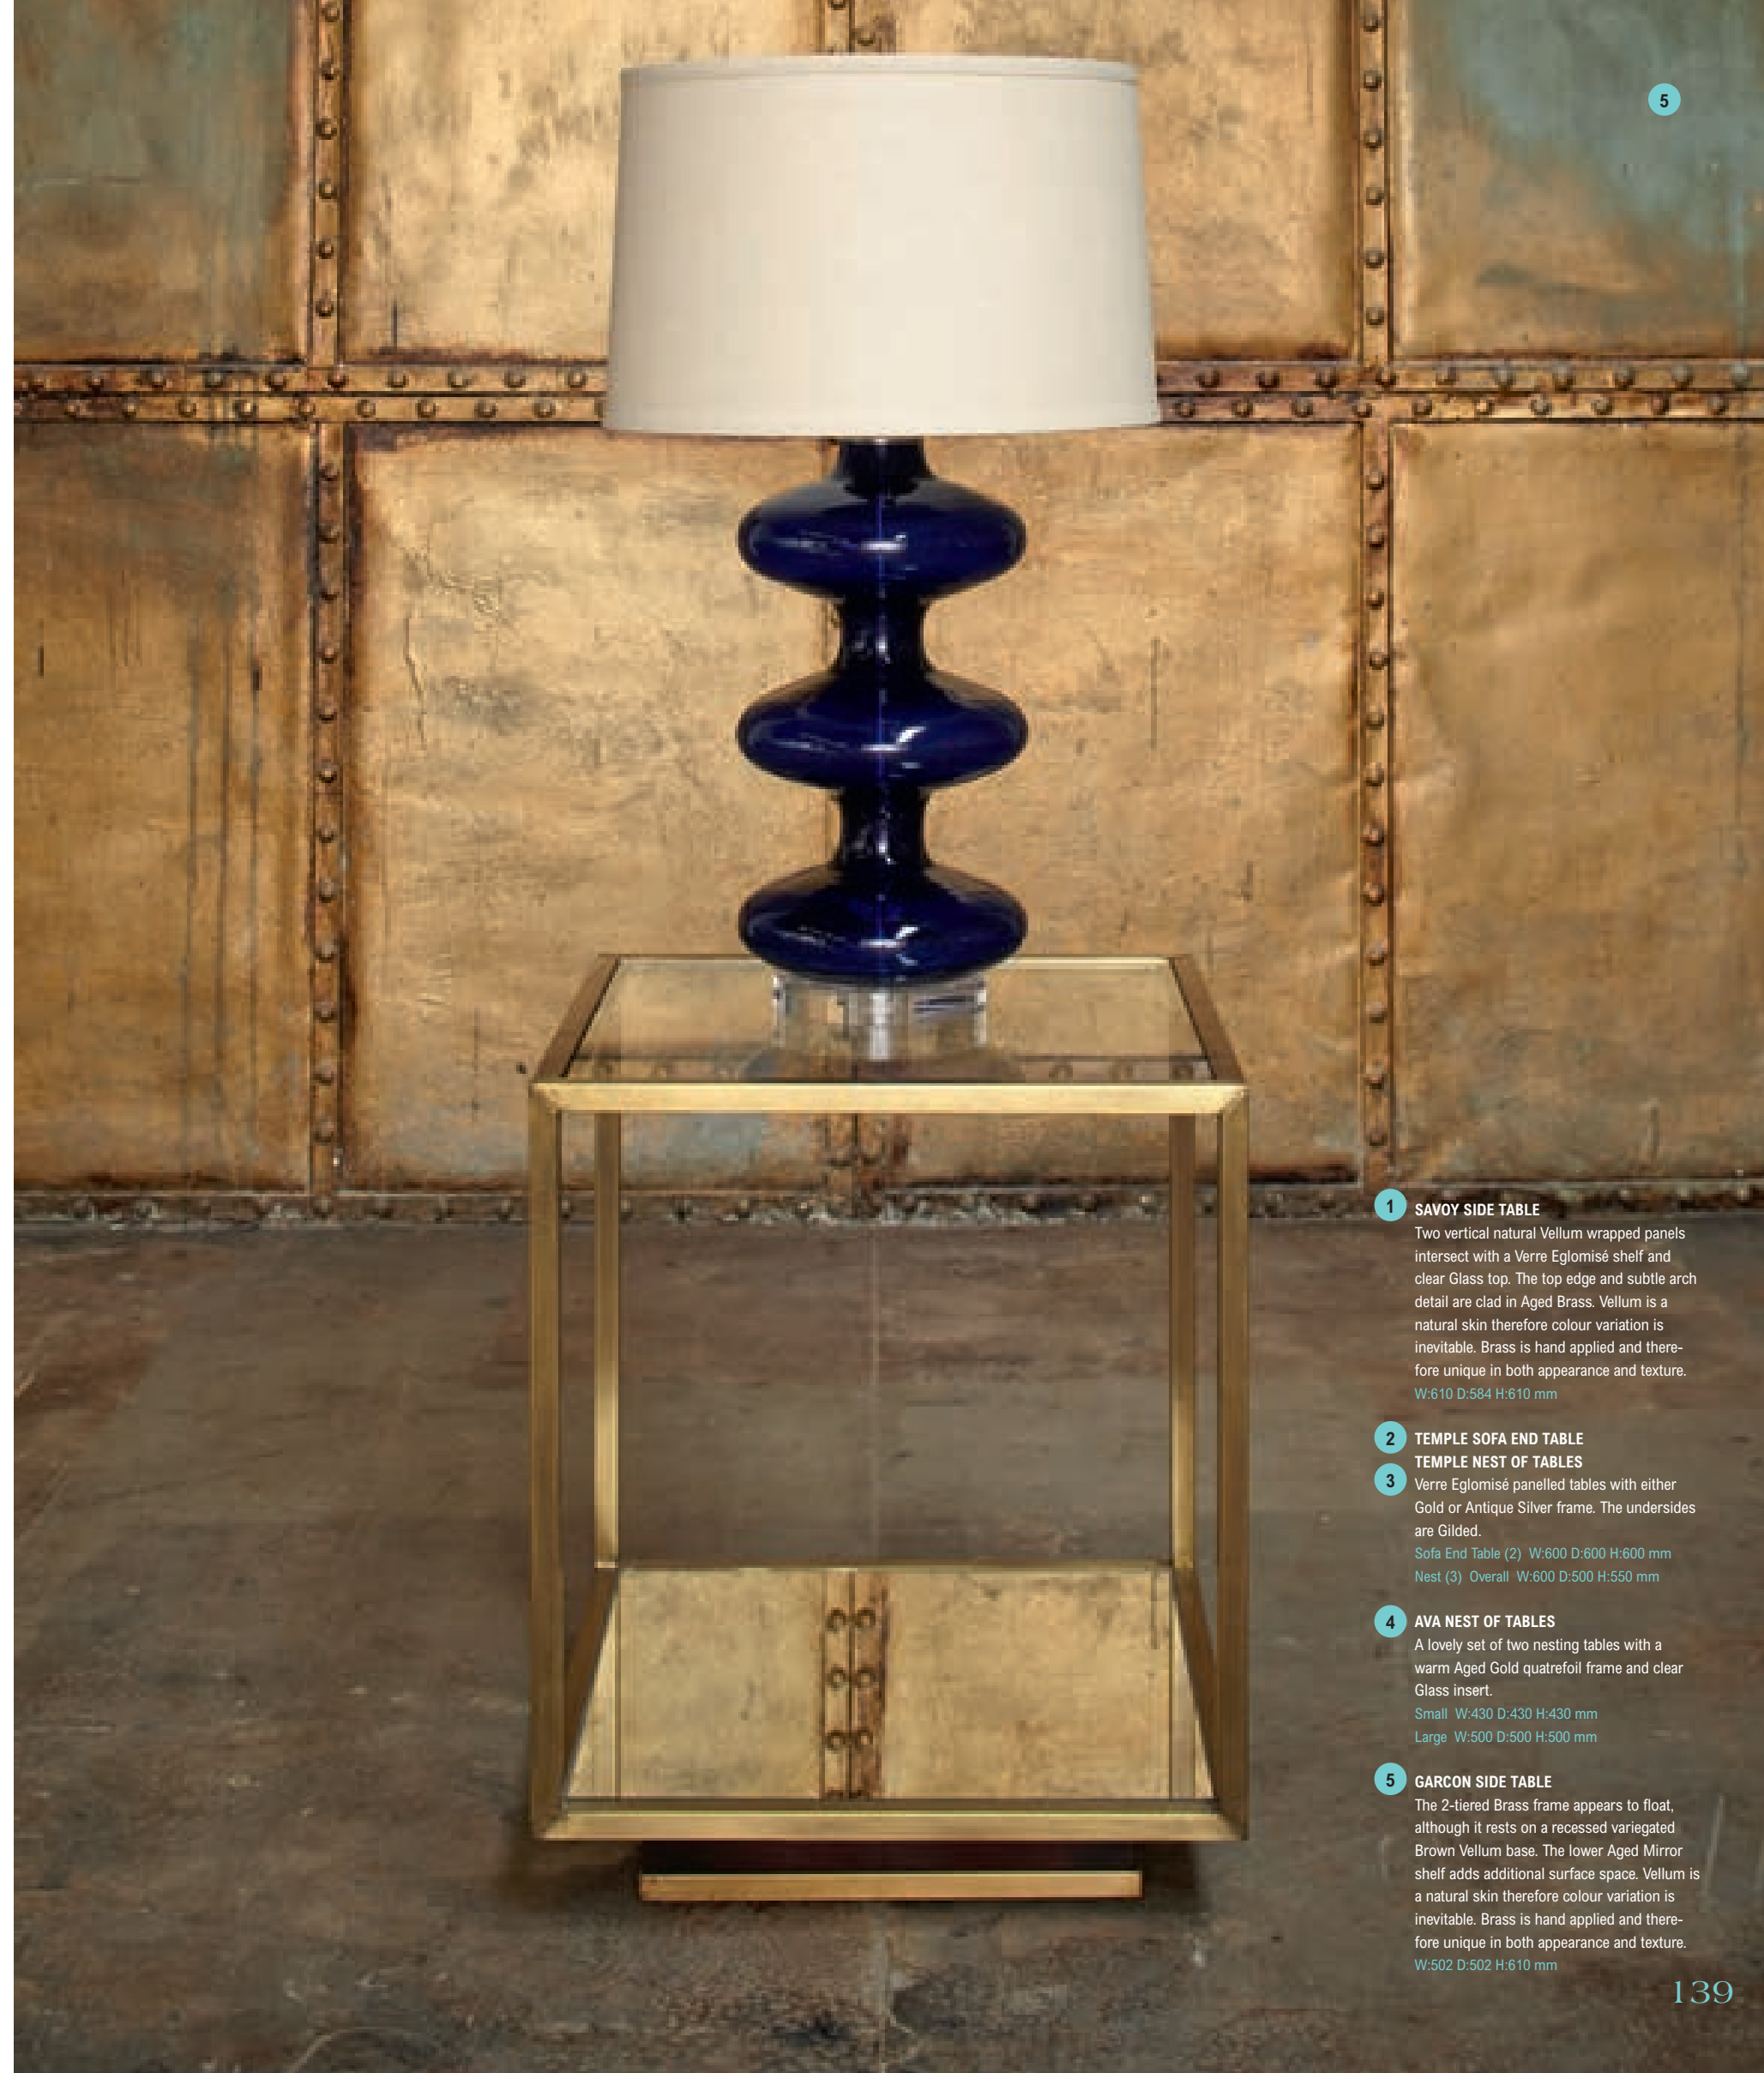 5
1 SAVOY SIDE TABLE
Two vertical natural Vellum wrapped panels
intersect with a Verre Eglomisé shelf and
clear Glass top. The top edge and subtle arch
detail are clad in Aged Brass. Vellum is a
natural skin therefore colour variation is
inevitable. Brass is hand applied and there-
fore unique in both appearance and texture.
W:610 D:584 H:610 mm
2 TEMPLE SOFA END TABLE
TEMPLE NEST OF TABLES
3 Verre Eglomisé panelled tables with either
Gold or Antique Silver frame. The undersides
are Gilded.
Sofa End Table (2) W:600 D:600 H:600 mm
Nest (3) Overall W:600 D:500 H:550 mm
4 AVA NEST OF TABLES
A lovely set of two nesting tables with a
warm Aged Gold quatrefoil frame and clear
Glass insert.
Small W:430 D:430 H:430 mm
Large W:500 D:500 H:500 mm
5 GARCON SIDE TABLE
The 2-tiered Brass frame appears to float,
although it rests on a recessed variegated
Brown Vellum base. The lower Aged Mirror
shelf adds additional surface space. Vellum is
a natural skin therefore colour variation is
inevitable. Brass is hand applied and there-
fore unique in both appearance and texture.
W:502 D:502 H:610 mm
139